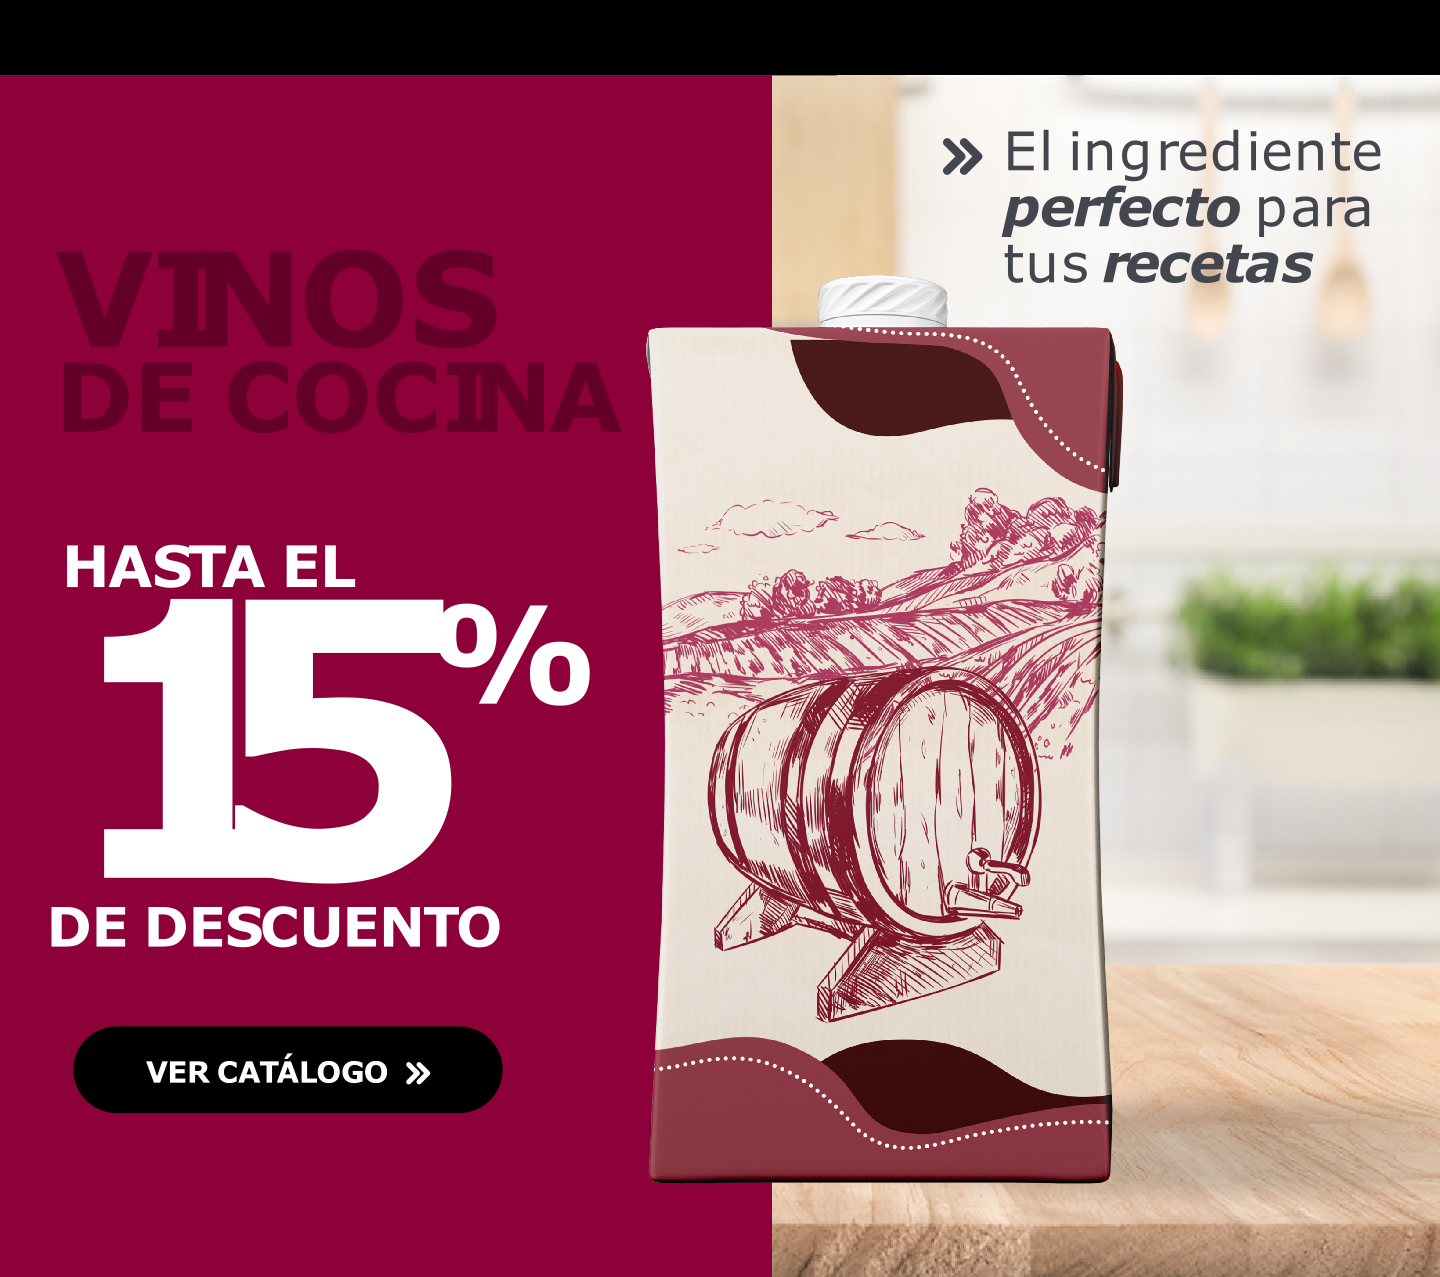 VINOS
DE COCINA
HASTA EL
15%
DE DESCUENTO
VER CATÁLOGO »
» El ingrediente
perfecto para
tus recetas